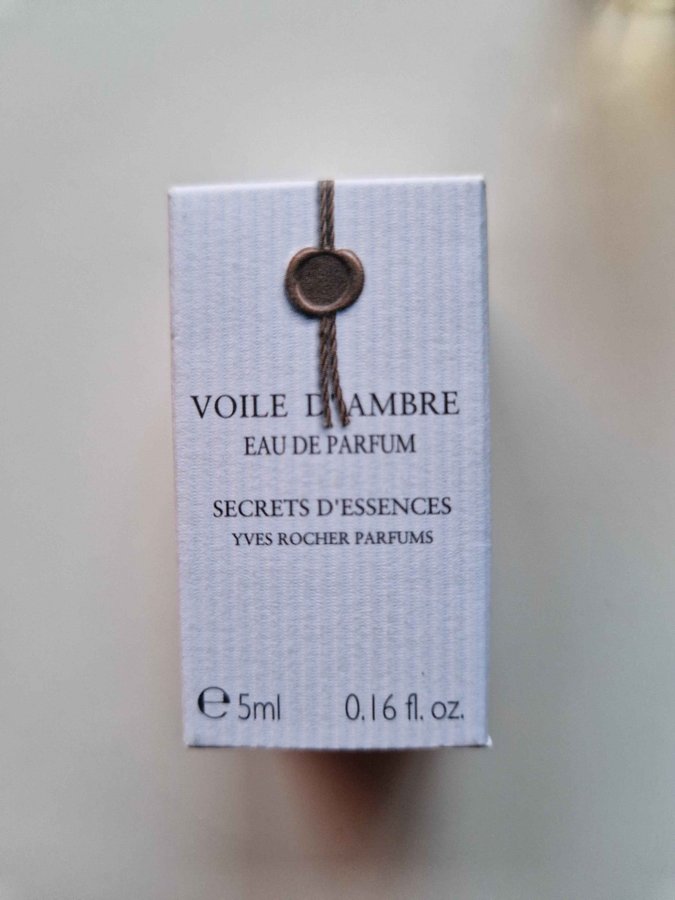 VOILE D'AMBRE
EAU DE PARFUM
SECRETS D'ESSENCES
YVES ROCHER PARFUMS
℮ 5ml 0.16 fl. oz.